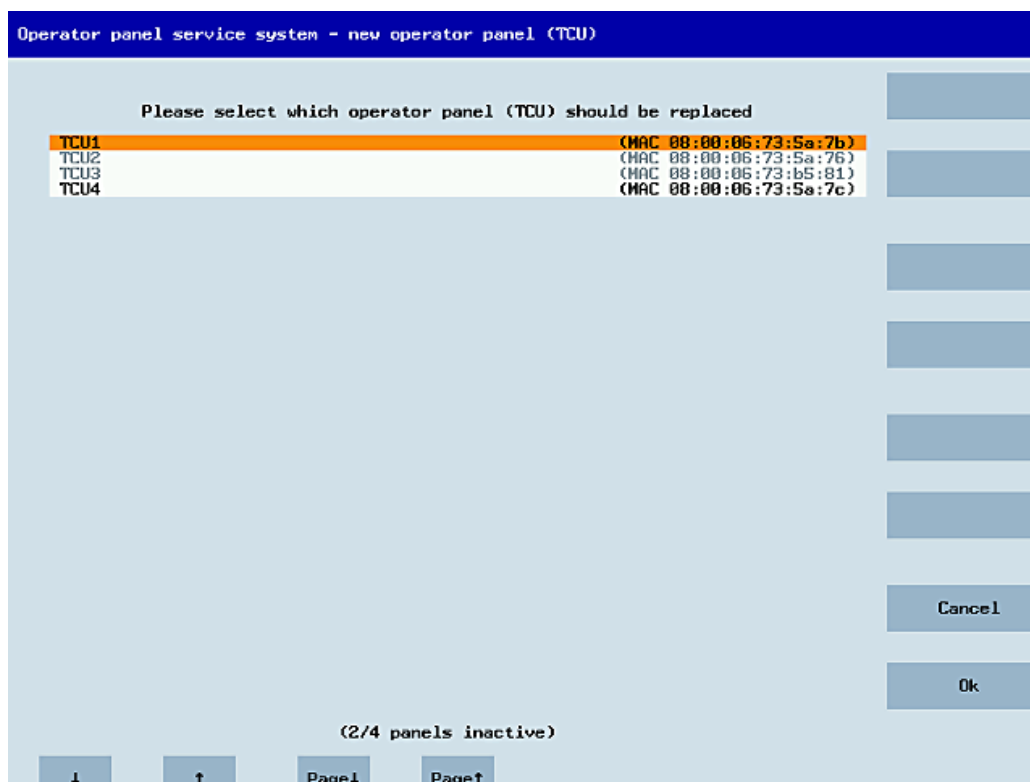 Operator panel service system - new operator panel (TCU)
Please select which operator panel (TCU) should be replaced
TCU1 (MAC 08:00:06:73:5a:7b)
TCU2 (MAC 08:00:06:73:5a:76)
TCU3 (MAC 08:00:06:73:b5:81)
TCU4 (MAC 08:00:06:73:5a:7c)
Cancel
Ok
(2/4 panels inactive)
↓ ↑ Page↓ Page↑